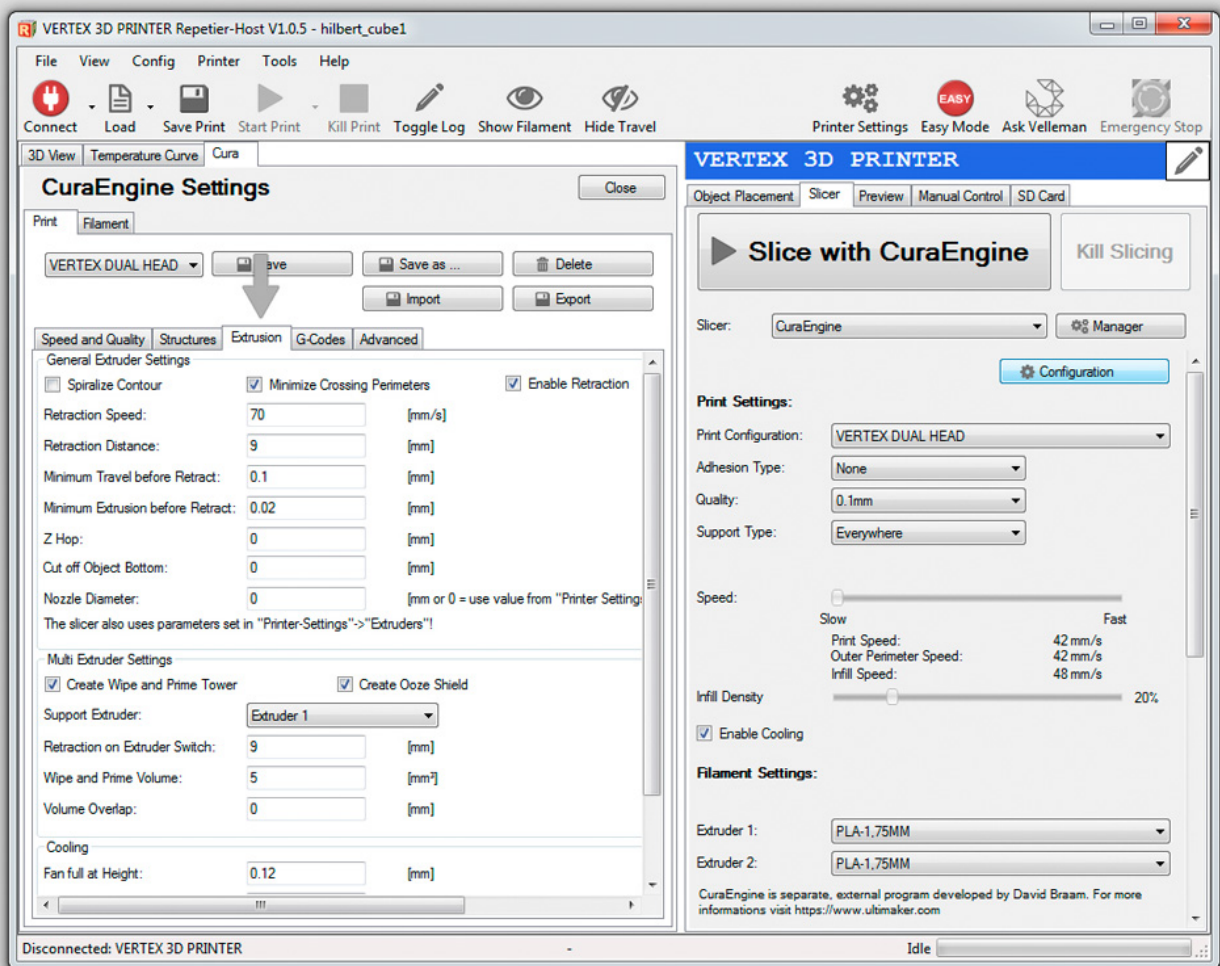 VERTEX 3D PRINTER Repetier-Host V1.0.5 - hilbert_cube1
File View Config Printer Tools Help
Connect Load Save Print Start Print Kill Print Toggle Log Show Filament Hide Travel Printer Settings EASY Easy Mode Ask Velleman Emergency Stop
3D View Temperature Curve Cura
CuraEngine Settings
Close
Print Filament
VERTEX DUAL HEAD Save as ... Delete
Import Export
Speed and Quality Structures Extrusion G-Codes Advanced
General Extruder Settings
Spiralize Contour Minimize Crossing Perimeters Enable Retraction
Retraction Speed: 70 [mm/s]
Retraction Distance: 9 [mm]
Minimum Travel before Retract: 0.1 [mm]
Minimum Extrusion before Retract: 0.02 [mm]
Z Hop: 0 [mm]
Cut off Object Bottom: 0 [mm]
Nozzle Diameter: 0 [mm or 0 = use value from "Printer Setting
The slicer also uses parameters set in "Printer-Settings"->"Extruders"!
Multi Extruder Settings
Create Wipe and Prime Tower Create Ooze Shield
Support Extruder: Extruder 1
Retraction on Extruder Switch: 9 [mm]
Wipe and Prime Volume: 5 [mm³]
Volume Overlap: 0 [mm]
Cooling
Fan full at Height: 0.12 [mm]
VERTEX 3D PRINTER
Object Placement Slicer Preview Manual Control SD Card
Slice with CuraEngine Kill Slicing
Slicer: CuraEngine Manager
Configuration
Print Settings:
Print Configuration: VERTEX DUAL HEAD
Adhesion Type: None
Quality: 0.1mm
Support Type: Everywhere
Speed:
Slow Fast
Print Speed: 42 mm/s
Outer Perimeter Speed: 42 mm/s
Infill Speed: 48 mm/s
Infill Density 20%
Enable Cooling
Filament Settings:
Extruder 1: PLA-1,75MM
Extruder 2: PLA-1,75MM
CuraEngine is separate, external program developed by David Braam. For more
informations visit https://www.ultimaker.com
Disconnected: VERTEX 3D PRINTER - Idle